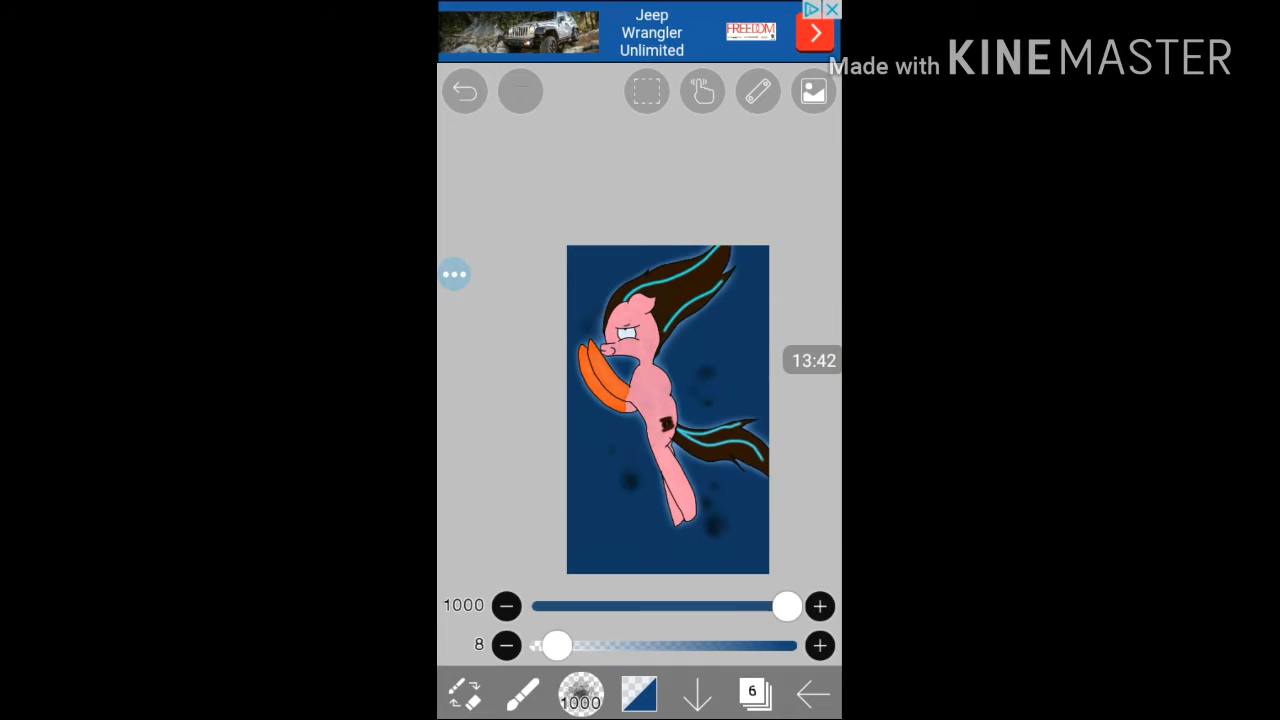 Jeep
Wrangler
Unlimited
FREEDOM
Made with KINEMASTER
13:42
1000
8
1000
6